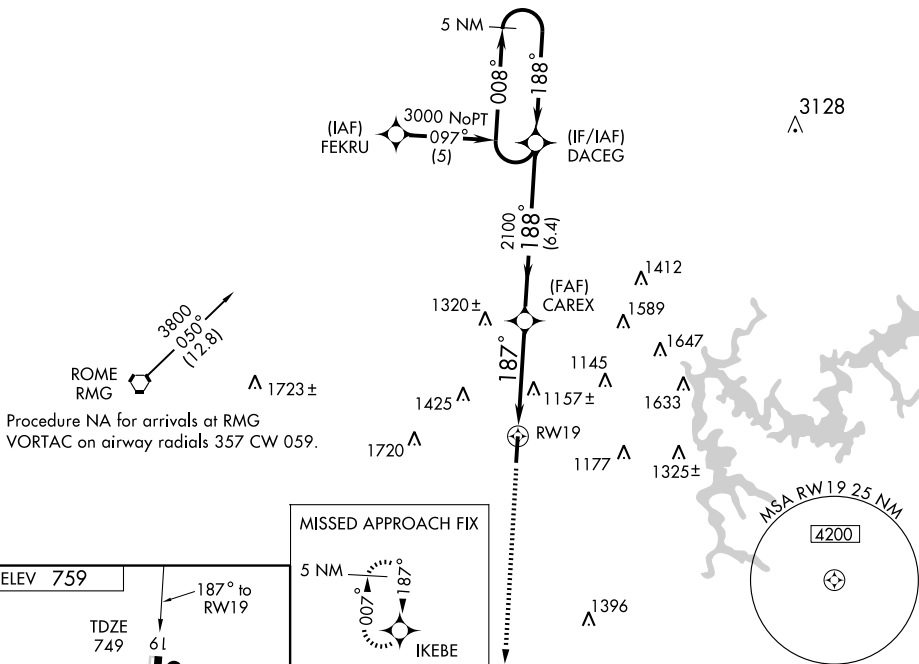 5 NM
008°
188°
3000 NoPT
097°
(5)
(IAF)
FEKRU
(IF/IAF)
DACEG
3128
2100
188°
(6.4)
(FAF)
CAREX
1412
1320±
1589
3800
050°
(12.8)
187°
1647
ROME
RMG
1723±
1145
1633
1425
1157±
Procedure NA for arrivals at RMG
VORTAC on airway radials 357 CW 059.
1720
RW19
1177
1325±
MSA RW19 25 NM
4200
MISSED APPROACH FIX
5 NM
007°
187°
IKEBE
1396
ELEV 759
187° to
RW19
TDZE
749
19